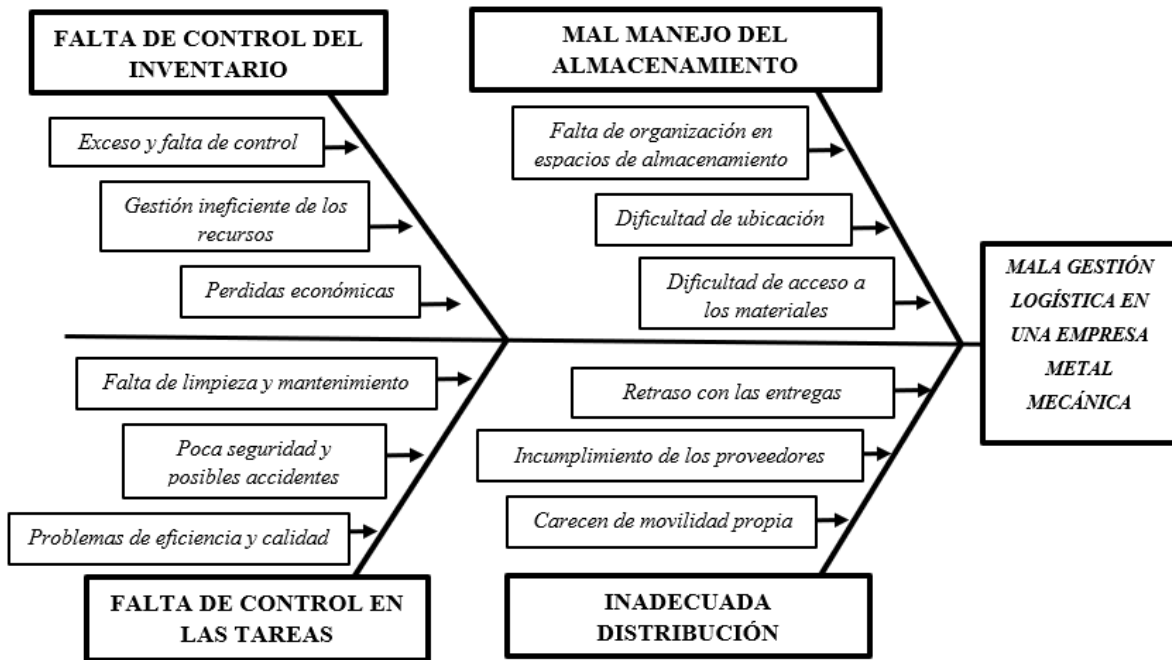 FALTA DE CONTROL DEL
INVENTARIO
Exceso y falta de control
Gestión ineficiente de los
recursos
Perdidas económicas
MAL MANEJO DEL
ALMACENAMIENTO
Falta de organización en
espacios de almacenamiento
Dificultad de ubicación
Dificultad de acceso a
los materiales
MALA GESTIÓN
LOGÍSTICA EN
UNA EMPRESA
METAL
MECÁNICA
Falta de limpieza y mantenimiento
Poca seguridad y
posibles accidentes
Problemas de eficiencia y calidad
FALTA DE CONTROL EN
LAS TAREAS
Retraso con las entregas
Incumplimiento de los proveedores
Carecen de movilidad propia
INADECUADA
DISTRIBUCIÓN